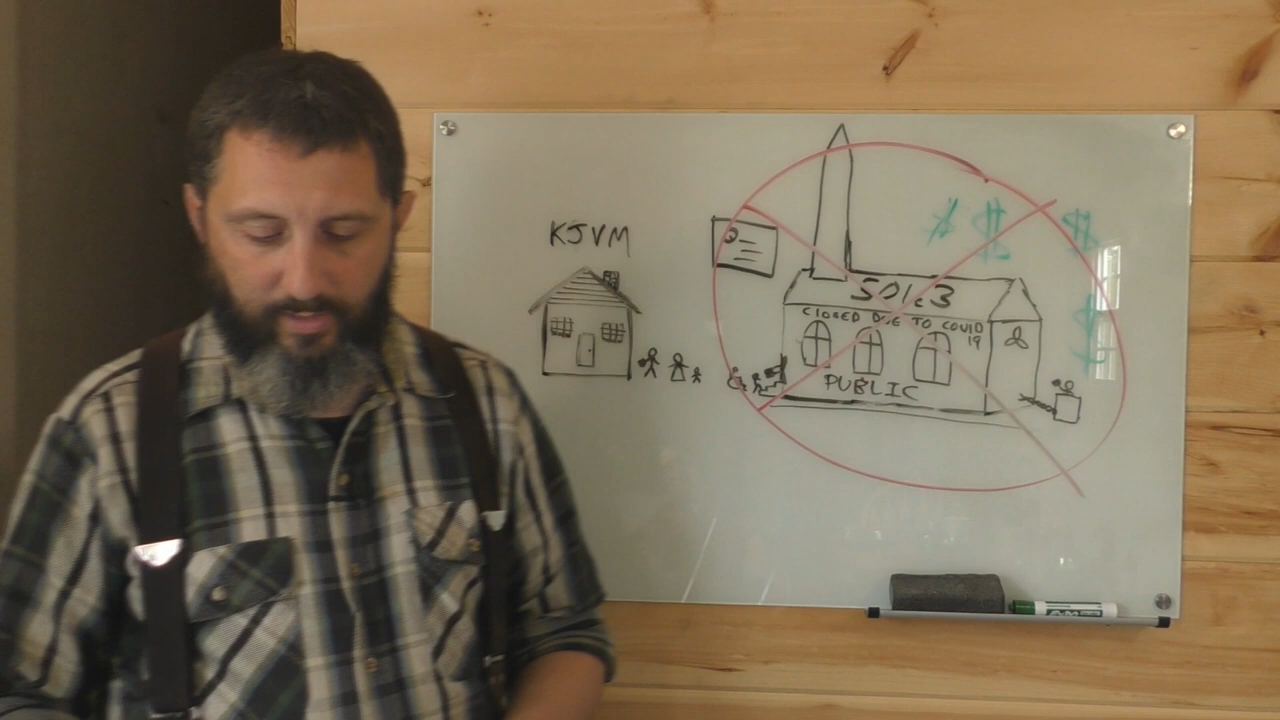 KJVM
$ $ $
501c3
CLOSED DUE TO COVID
19
$
PUBLIC